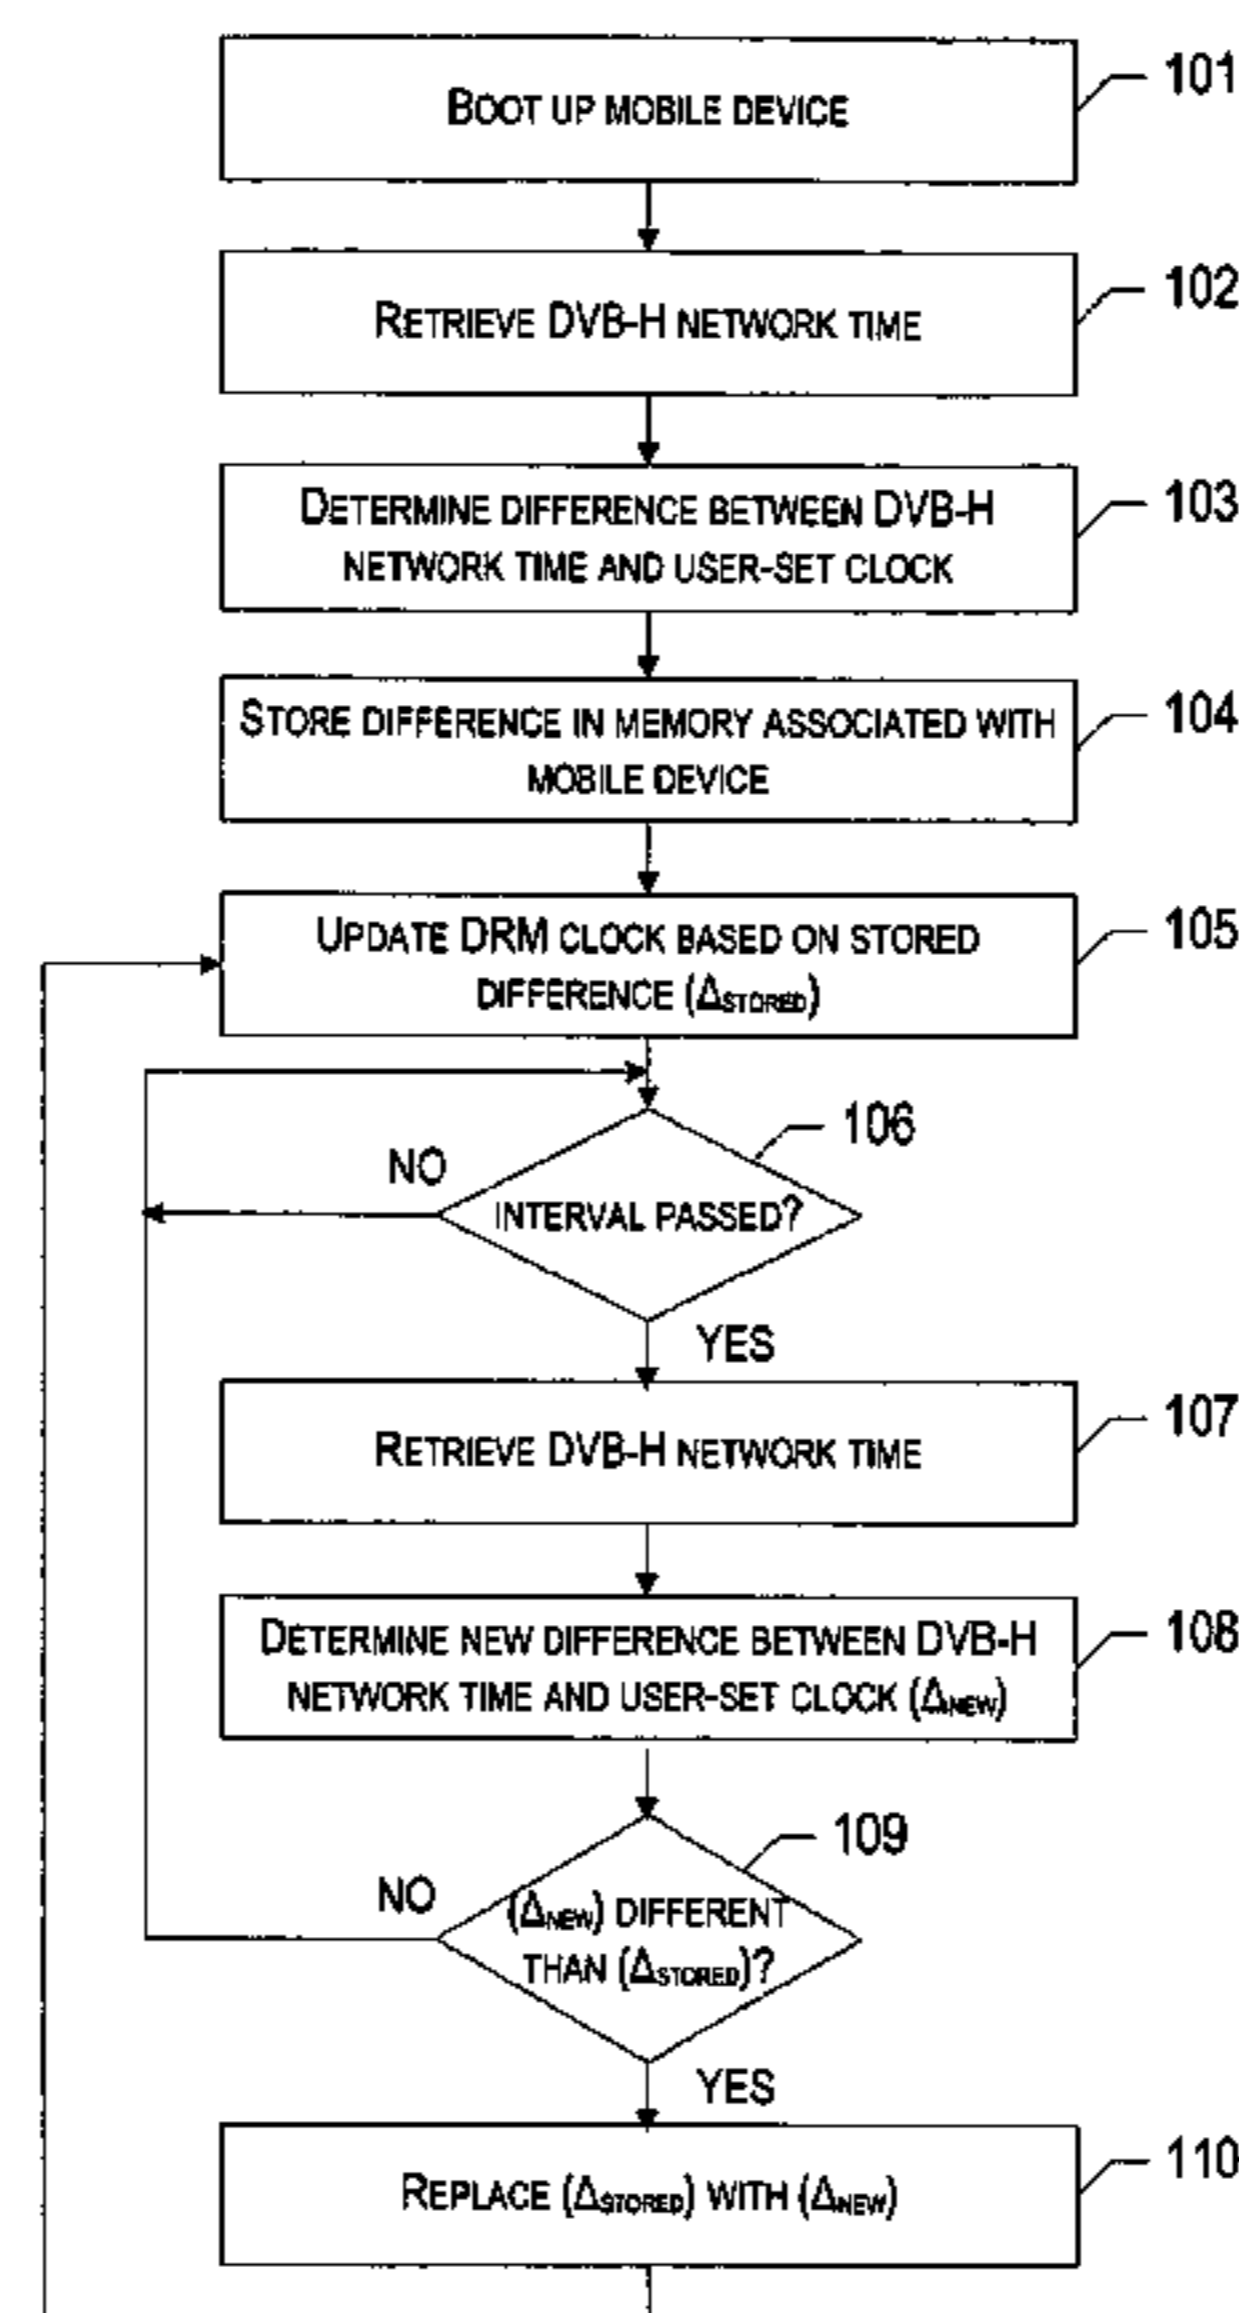 BOOT UP MOBILE DEVICE
101
RETRIEVE DVB-H NETWORK TIME
102
DETERMINE DIFFERENCE BETWEEN DVB-H
NETWORK TIME AND USER-SET CLOCK
103
STORE DIFFERENCE IN MEMORY ASSOCIATED WITH
MOBILE DEVICE
104
UPDATE DRM CLOCK BASED ON STORED
DIFFERENCE (ΔSTORED)
105
106
NO
INTERVAL PASSED?
YES
RETRIEVE DVB-H NETWORK TIME
107
DETERMINE NEW DIFFERENCE BETWEEN DVB-H
NETWORK TIME AND USER-SET CLOCK (ΔNEW)
108
109
NO
(ΔNEW) DIFFERENT
THAN (ΔSTORED)?
YES
REPLACE (ΔSTORED) WITH (ΔNEW)
110